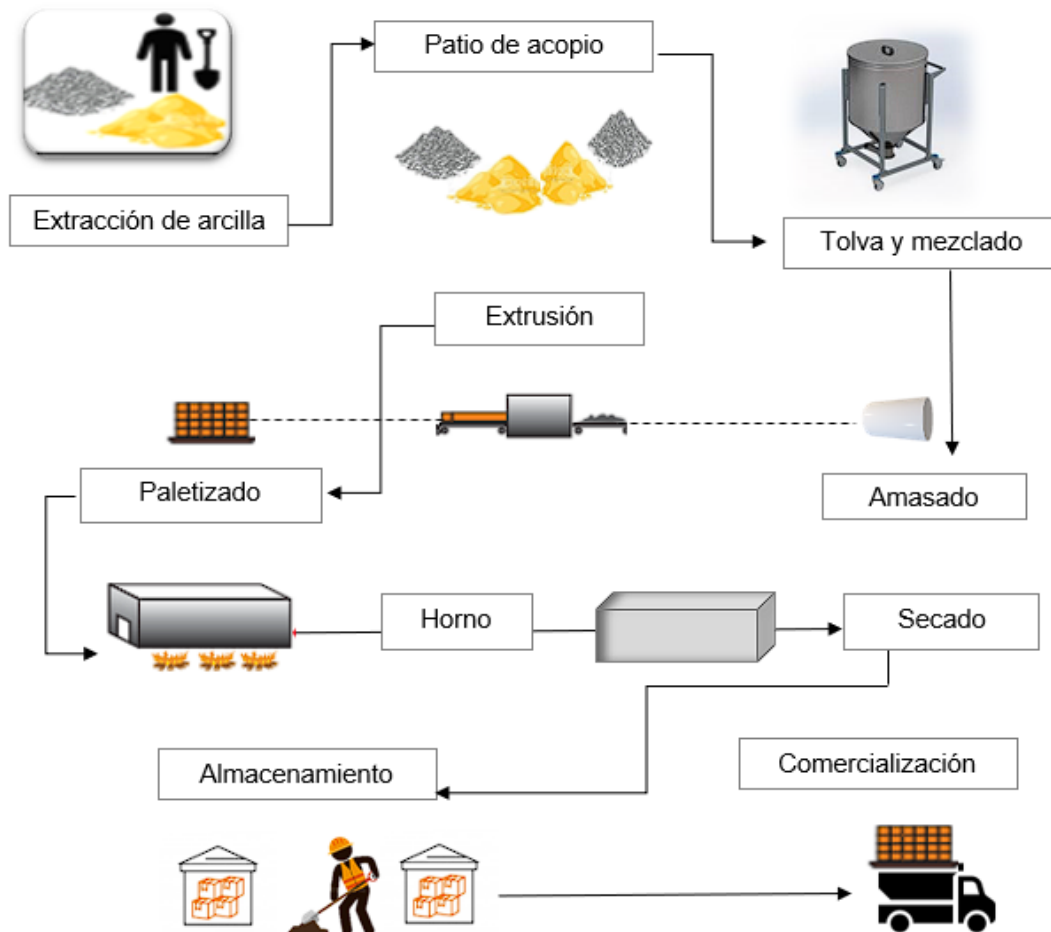 Patio de acopio
Extracción de arcilla
Tolva y mezclado
Extrusión
Paletizado
Amasado
Horno
Secado
Almacenamiento
Comercialización